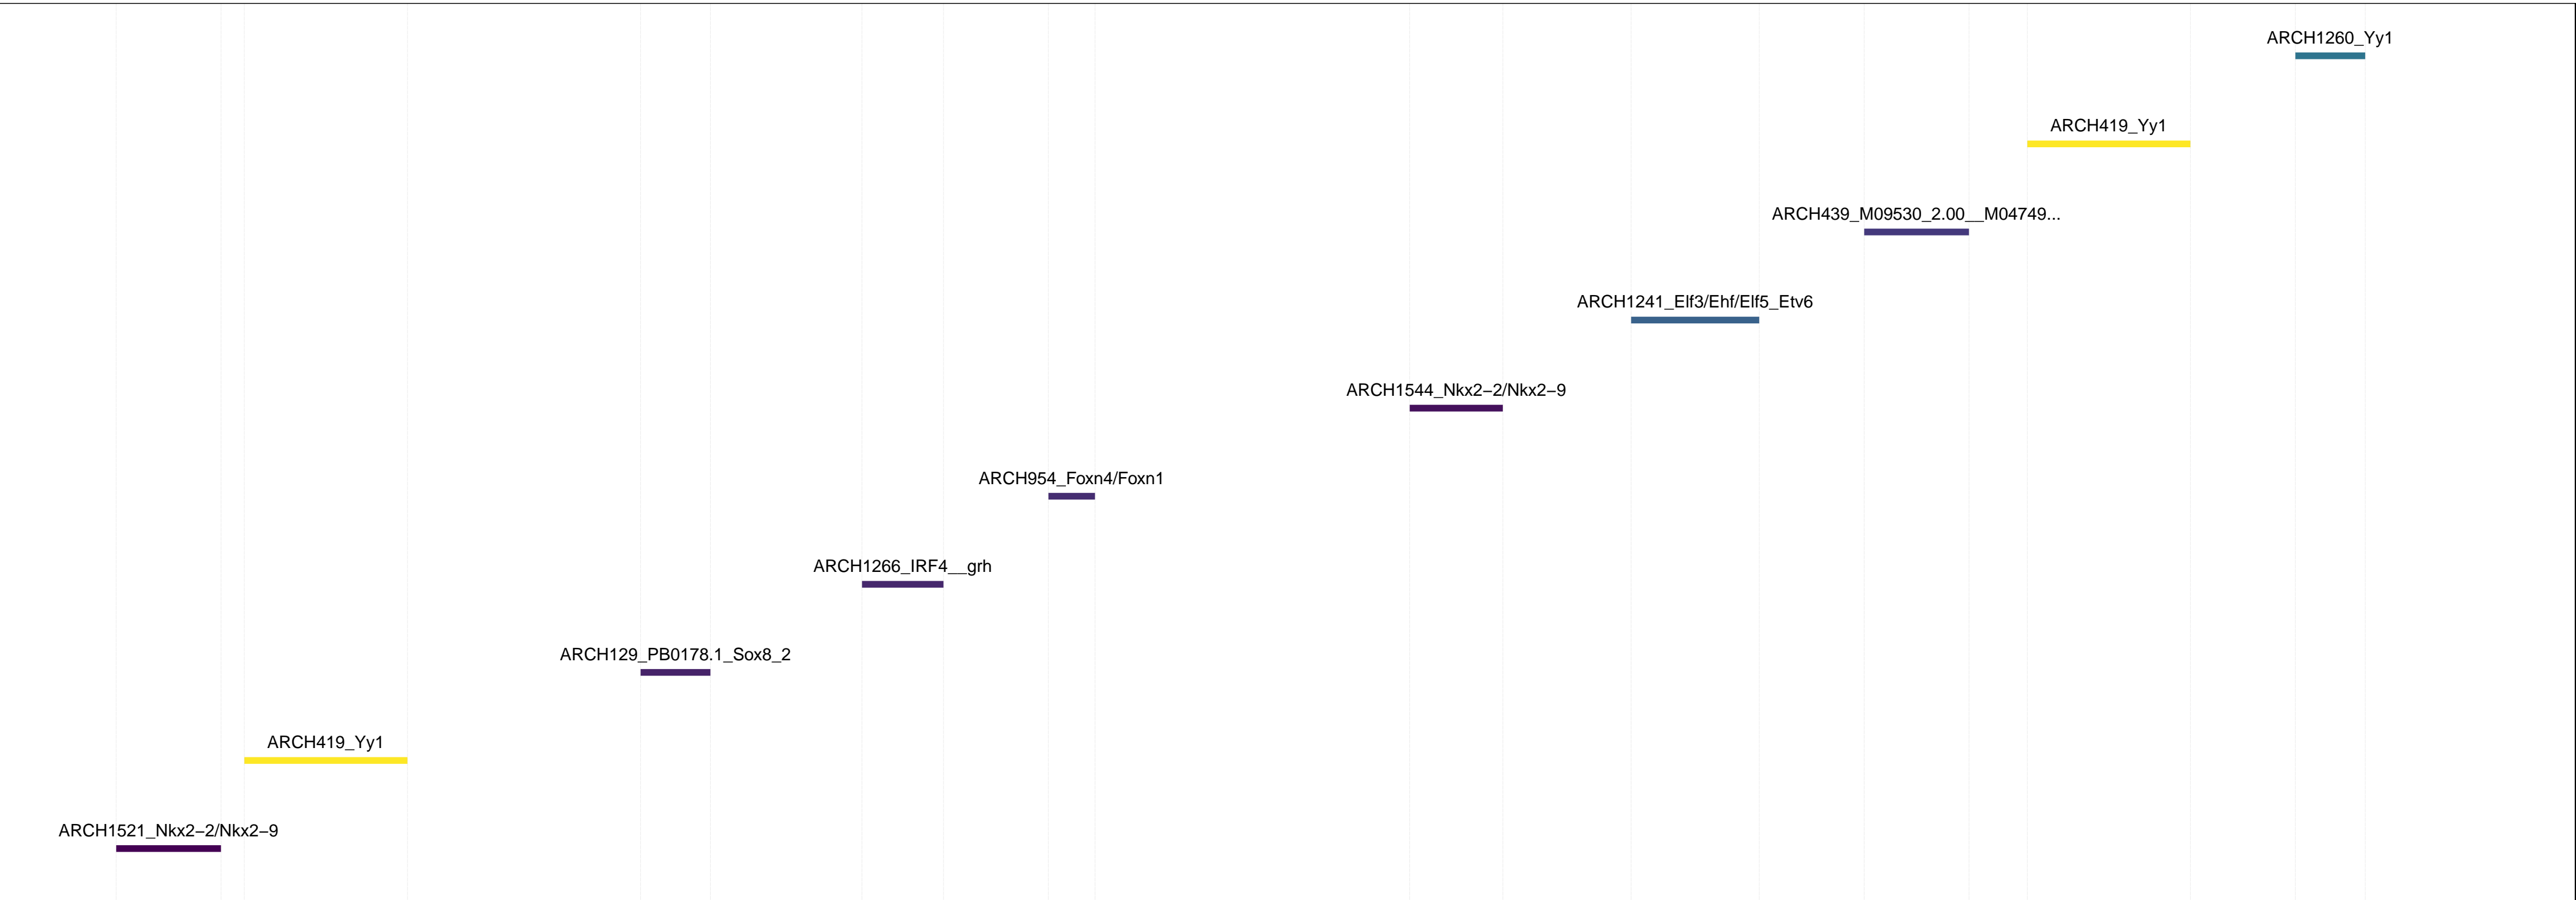 ARCH1260_Yy1
ARCH419_Yy1
ARCH439_M09530_2.00__M04749...
ARCH1241_Elf3/Ehf/Elf5_Etv6
ARCH1544_Nkx2−2/Nkx2−9
ARCH954_Foxn4/Foxn1
ARCH1266_IRF4__grh
ARCH129_PB0178.1_Sox8_2
ARCH419_Yy1
ARCH1521_Nkx2−2/Nkx2−9